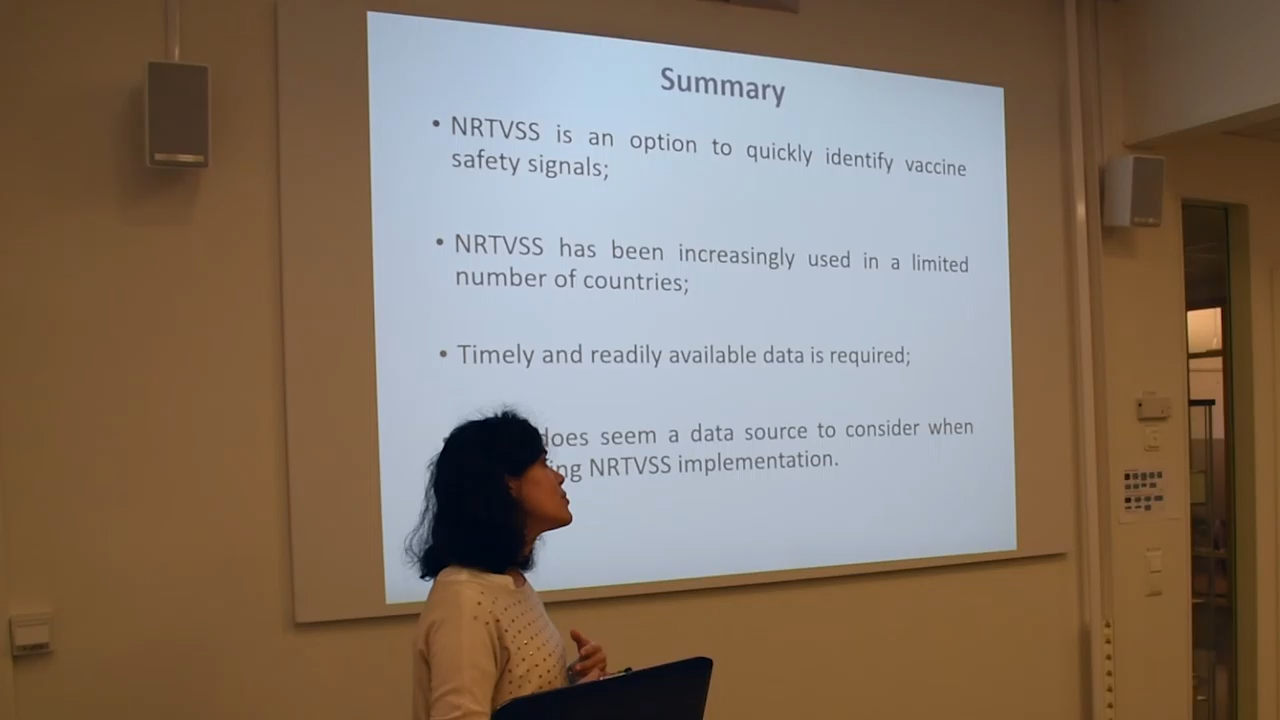 Summary
• NRTVSS is an option to quickly identify vaccine
safety signals;
• NRTVSS has been increasingly used in a limited
number of countries;
• Timely and readily available data is required;
does seem a data source to consider when
NRTVSS implementation.